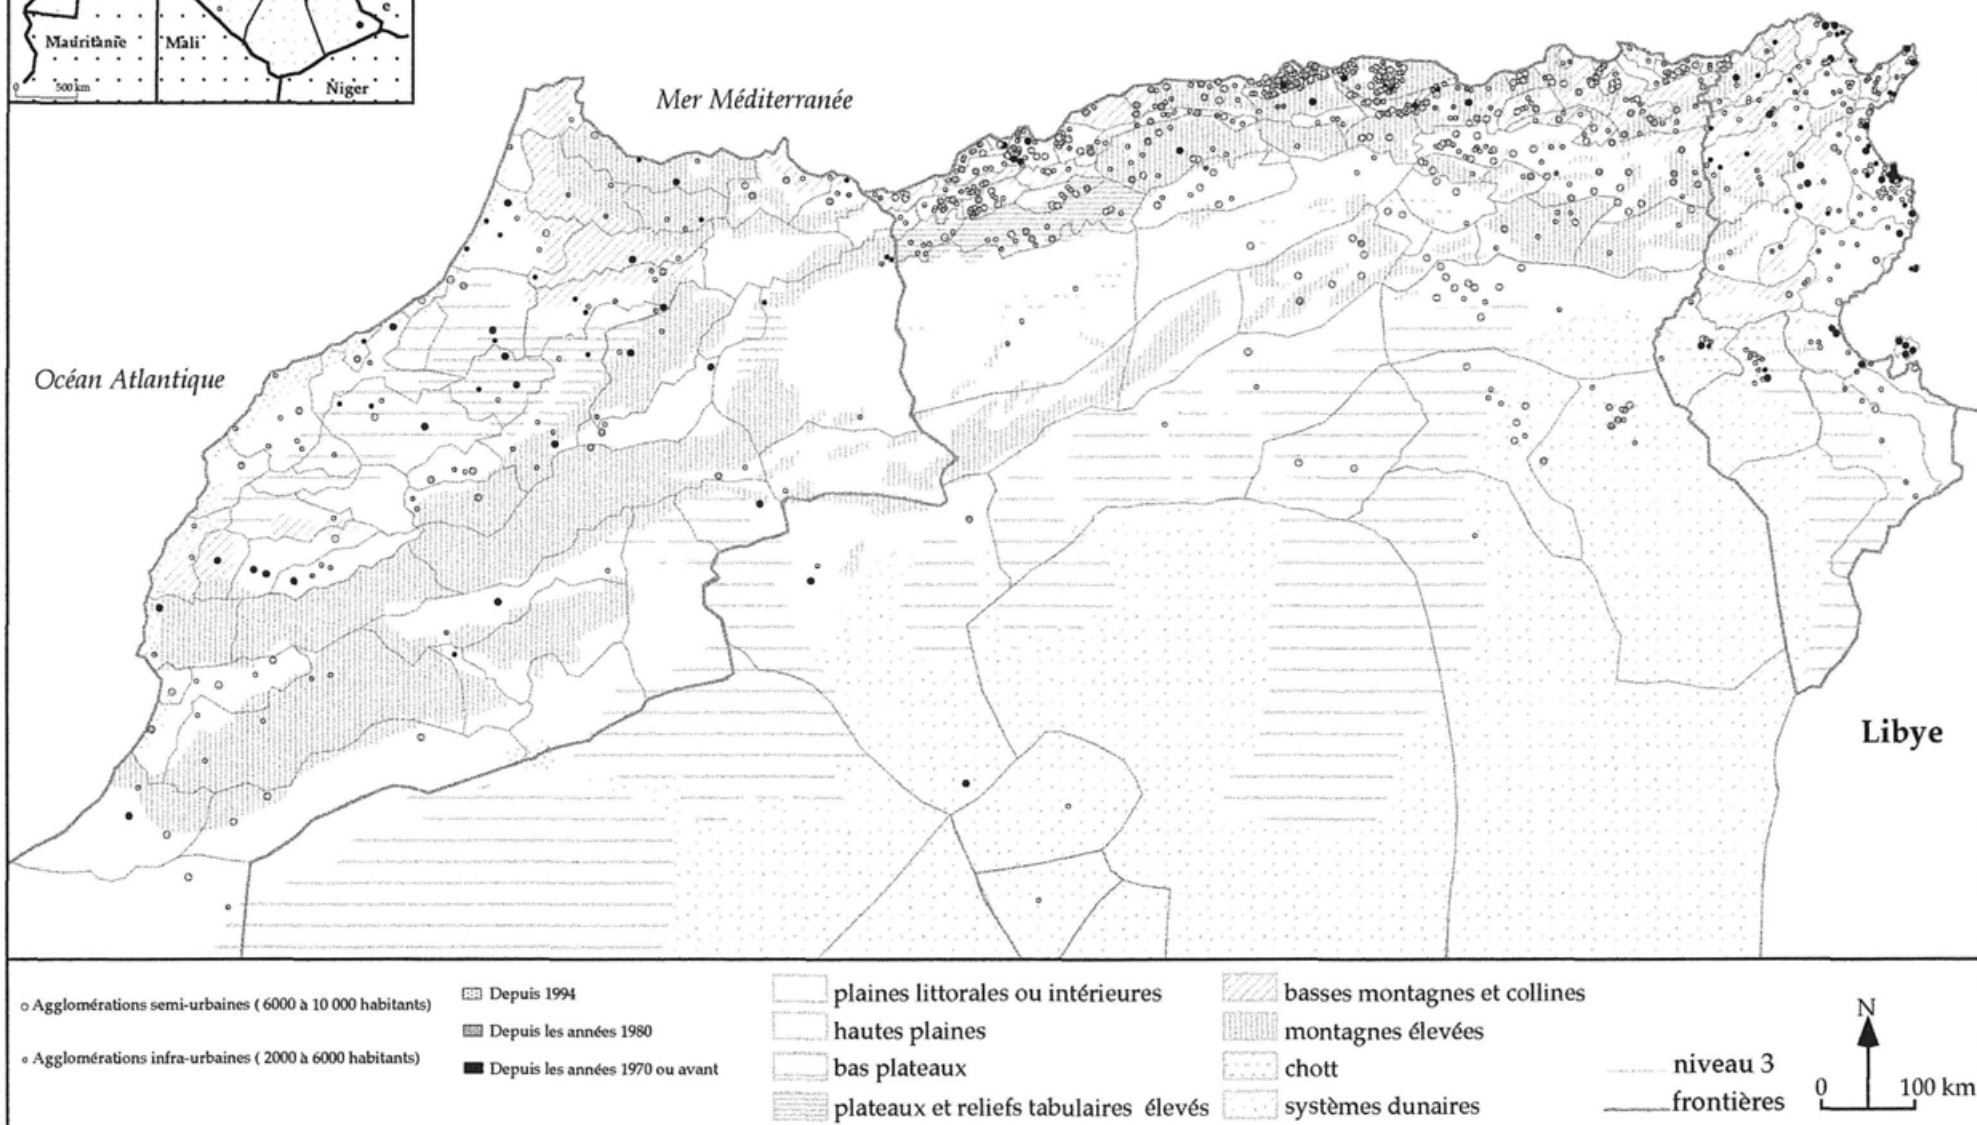 e
Mauritanie
Mali
Niger
0 500 km
Mer Méditerranée
Océan Atlantique
Libye
Agglomérations semi-urbaines ( 6000 à 10 000 habitants)
Agglomérations infra-urbaines ( 2000 à 6000 habitants)
Depuis 1994
Depuis les années 1980
Depuis les années 1970 ou avant
plaines littorales ou intérieures
hautes plaines
bas plateaux
plateaux et reliefs tabulaires élevés
basses montagnes et collines
montagnes élevées
chott
systèmes dunaires
niveau 3
frontières
N
0 100 km